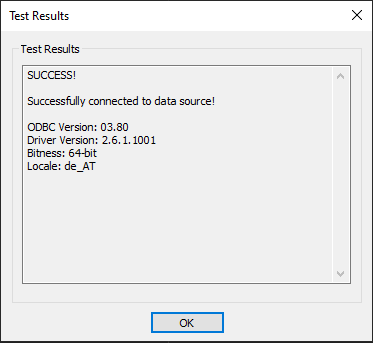 Test Results
Test Results
SUCCESS!
Successfully connected to data source!
ODBC Version: 03.80
Driver Version: 2.6.1.1001
Bitness: 64-bit
Locale: de_AT
OK